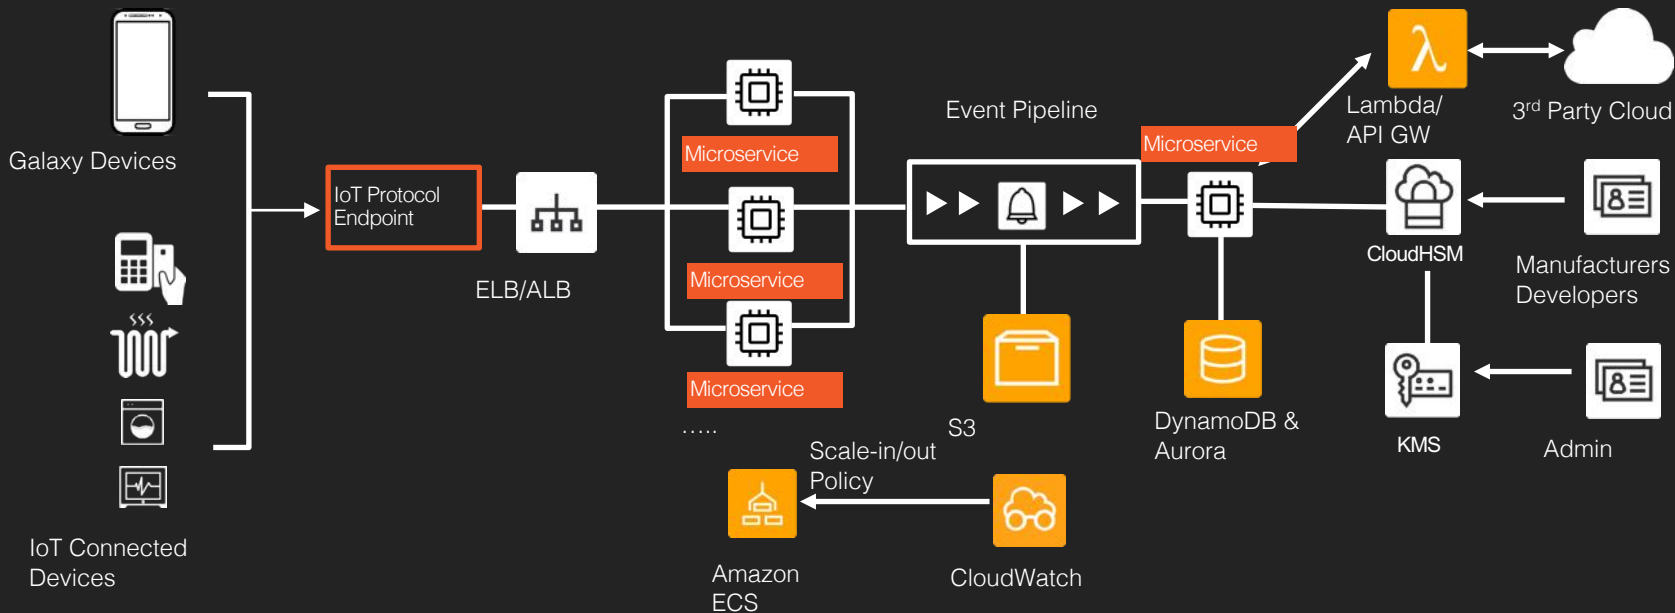 Galaxy Devices
IoT Connected
Devices
IoT Protocol
Endpoint
ELB/ALB
Microservice
Microservice
Microservice
.....
Event Pipeline
S3
Microservice
DynamoDB &
Aurora
Lambda/
API GW
3rd Party Cloud
CloudHSM
Manufacturers
Developers
KMS
Admin
Scale-in/out
Policy
Amazon
ECS
CloudWatch
λ